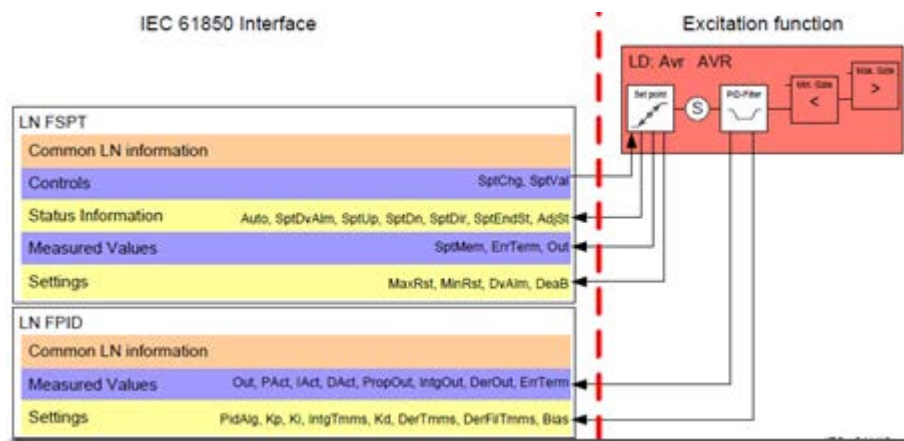 IEC 61850 Interface
Excitation function
LD: Avr AVR
Set point
S
PID-Filter
Min. Gate
<
Max. Gate
>
LN FSPT
Common LN information
Controls SptChg, SptVal
Status Information Auto, SptDvAlm, SptUp, SptDn, SptDir, SptEndSt, AdjSt
Measured Values SptMem, ErrTerm, Out
Settings MaxRst, MinRst, DvAlm, DeaB
LN FPID
Common LN information
Measured Values Out, PAct, IAct, DAct, PropOut, IntgOut, DerOut, ErrTerm
Settings PidAlg, Kp, Ki, IntgTmms, Kd, DerTmms, DerFilTmms, Bias